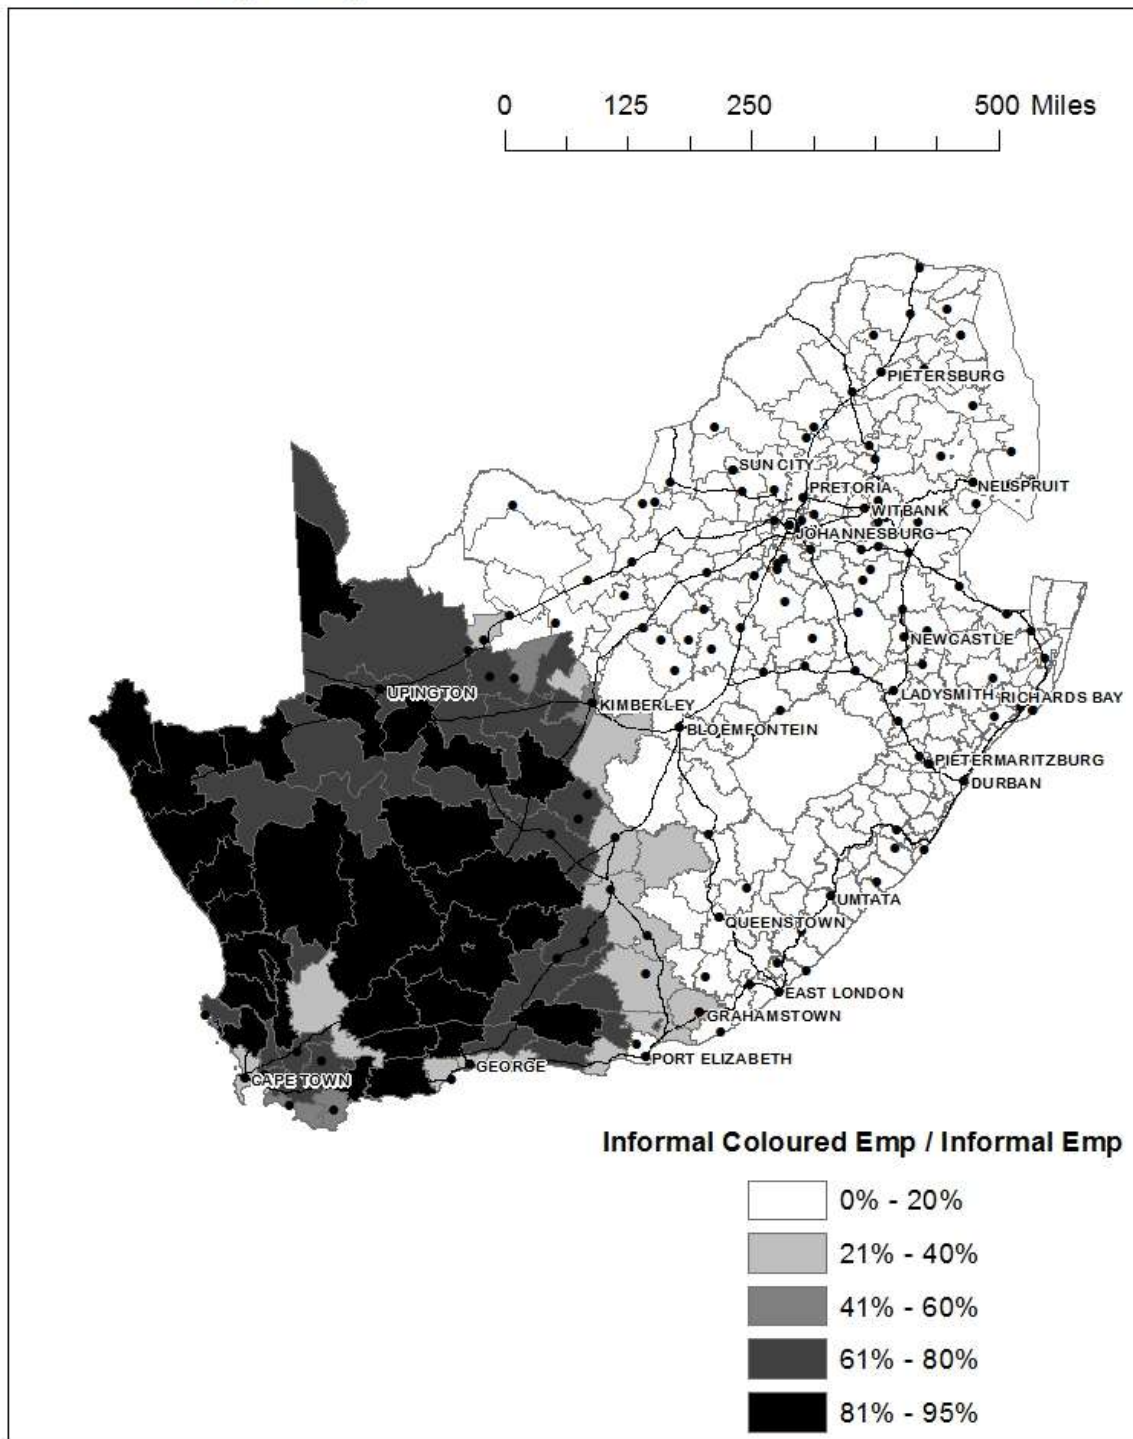 0 125 250 500 Miles
PIETERSBURG
SUN CITY
PRETORIA
NELSPRUIT
WITBANK
JOHANNESBURG
NEWCASTLE
UPINGTON
LADYSMITH
RICHARDS BAY
KIMBERLEY
BLOEMFONTEIN
PIETERMARITZBURG
DURBAN
UMTATA
QUEENSTOWN
EAST LONDON
GRAHAMSTOWN
PORT ELIZABETH
GEORGE
CAPE TOWN
Informal Coloured Emp / Informal Emp
0% - 20%
21% - 40%
41% - 60%
61% - 80%
81% - 95%